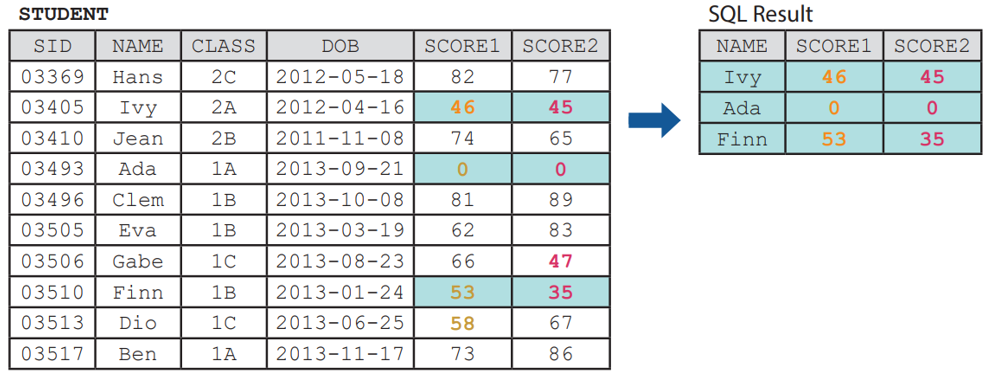 STUDENT
SID NAME CLASS DOB SCORE1 SCORE2
03369 Hans 2C 2012-05-18 82 77
03405 Ivy 2A 2012-04-16 46 45
03410 Jean 2B 2011-11-08 74 65
03493 Ada 1A 2013-09-21 0 0
03496 Clem 1B 2013-10-08 81 89
03505 Eva 1B 2013-03-19 62 83
03506 Gabe 1C 2013-08-23 66 47
03510 Finn 1B 2013-01-24 53 35
03513 Dio 1C 2013-06-25 58 67
03517 Ben 1A 2013-11-17 73 86
SQL Result
NAME SCORE1 SCORE2
Ivy 46 45
Ada 0 0
Finn 53 35